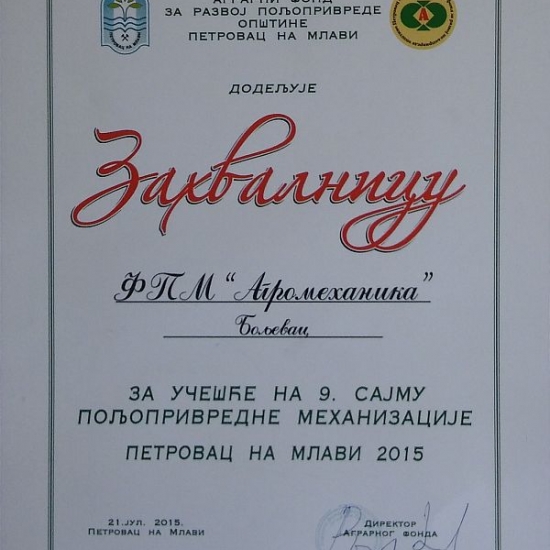 АГРАРНИ ФОНД
ЗА РАЗВОЈ ПОЉОПРИВРЕДЕ
ОПШТИНЕ
ПЕТРОВАЦ НА МЛАВИ
ДОДЕЉУЈЕ
Захвалницу
ФПМ “Агромеханика”
Бољевац
ЗА УЧЕШЋЕ НА 9. САЈМУ
ПОЉОПРИВРЕДНЕ МЕХАНИЗАЦИЈЕ
ПЕТРОВАЦ НА МЛАВИ 2015
21.ЈУЛ. 2015.
ПЕТРОВАЦ НА МЛАВИ
ДИРЕКТОР
АГРАРНОГ ФОНДА